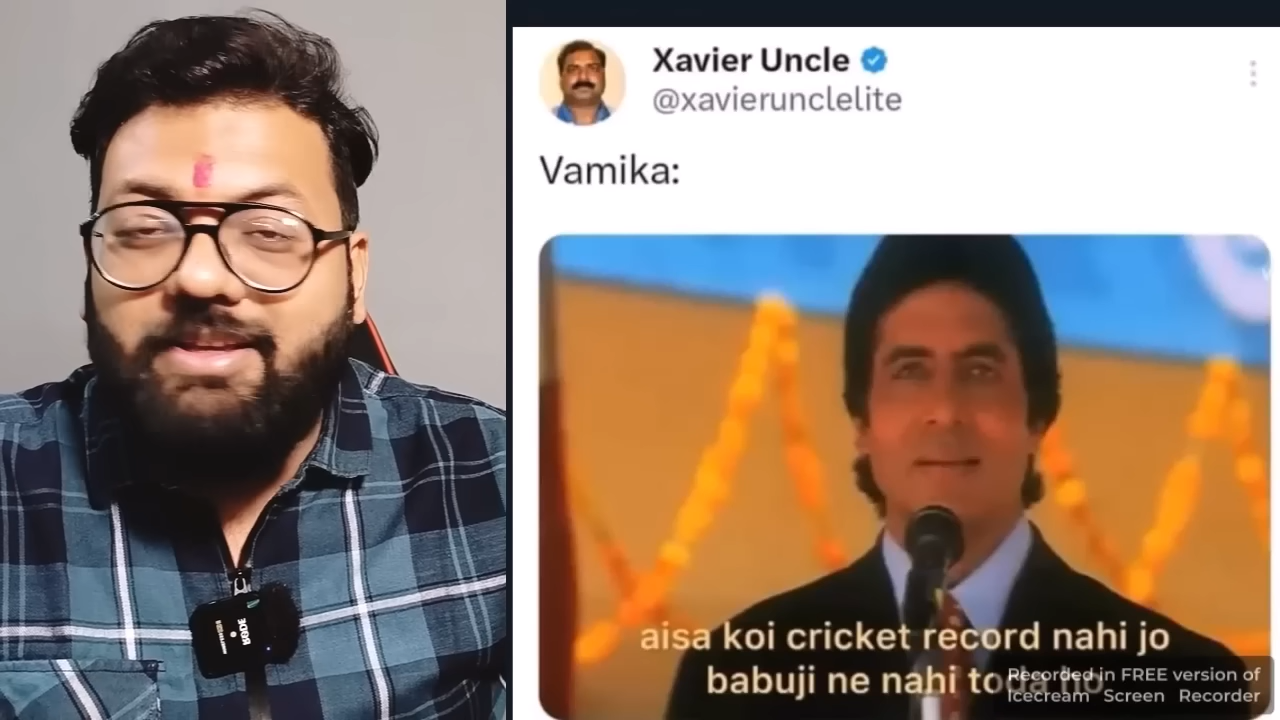 Xavier Uncle
@xavierunclelite
Vamika:
aisa koi cricket record nahi jo
babuji ne nahi
Recorded in FREE version of
Icecream Screen Recorder
RODE